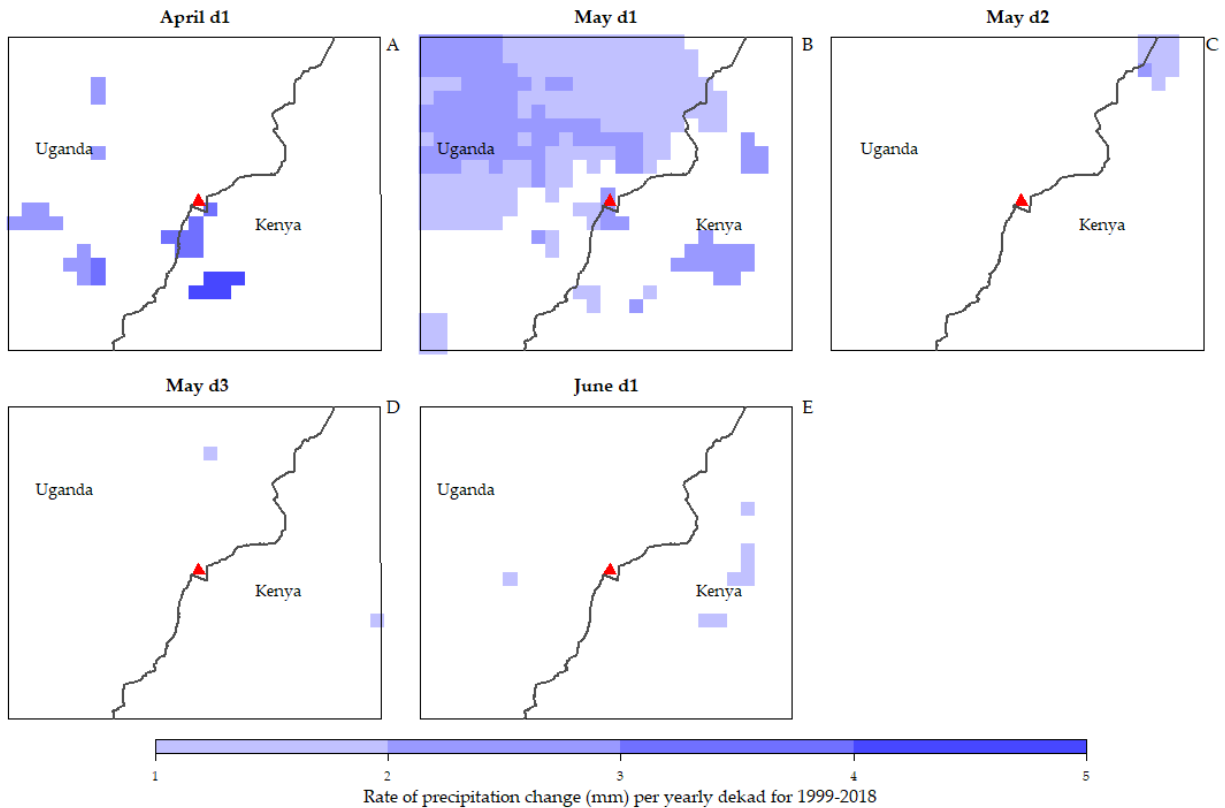 April d1
May d1
May d2
A
B
C
Uganda
Kenya
Uganda
Kenya
Uganda
Kenya
May d3
June d1
D
E
Uganda
Kenya
Uganda
Kenya
1
2
3
4
5
Rate of precipitation change (mm) per yearly dekad for 1999-2018